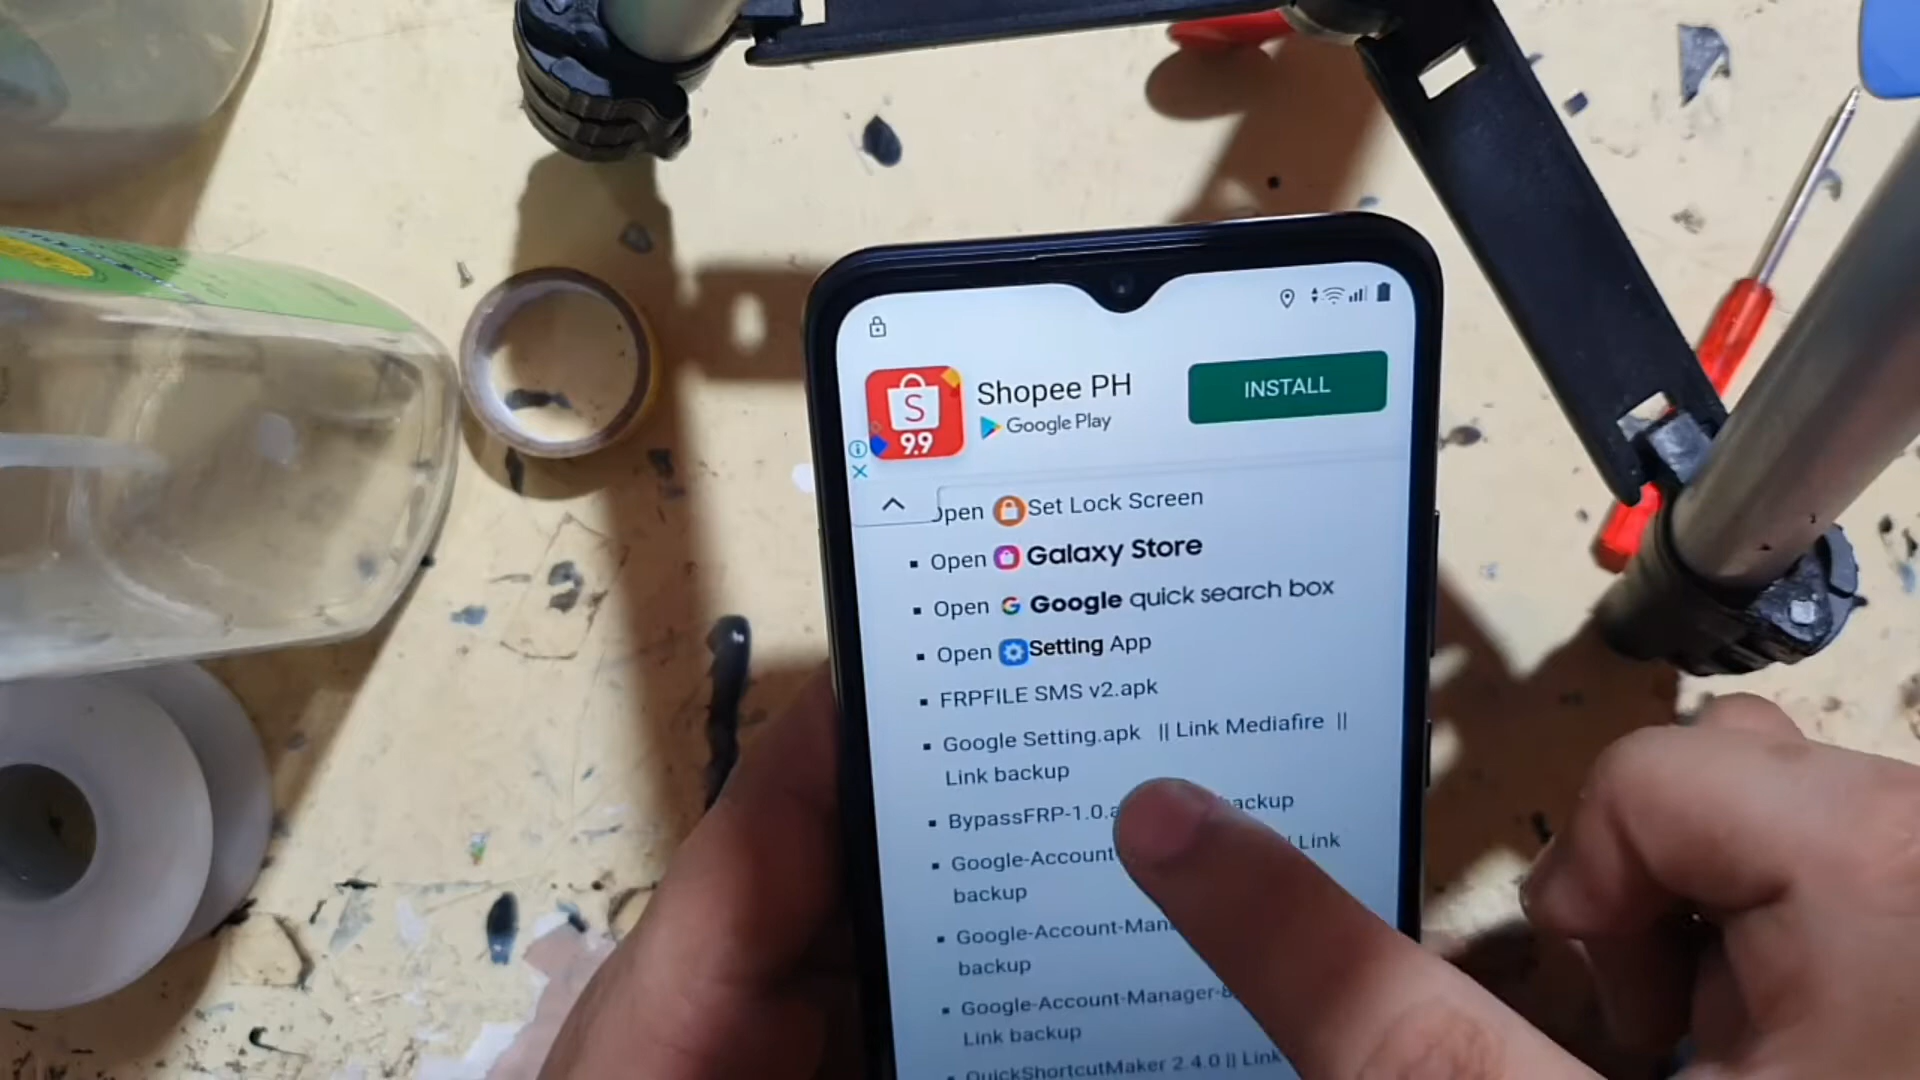 Shopee PH
INSTALL
Google Play
S
9.9
Open Set Lock Screen
Open Galaxy Store
Open Google quick search box
Open Setting App
FRPFILE SMS v2.apk
Google Setting.apk || Link Mediafire ||
Link backup
BypassFRP-1.0. backup
Google-Account Link
backup
Google-Account-
backup
Google-Account-Manager-
Link backup
QuickShortcutMaker 2.4.0 || Link